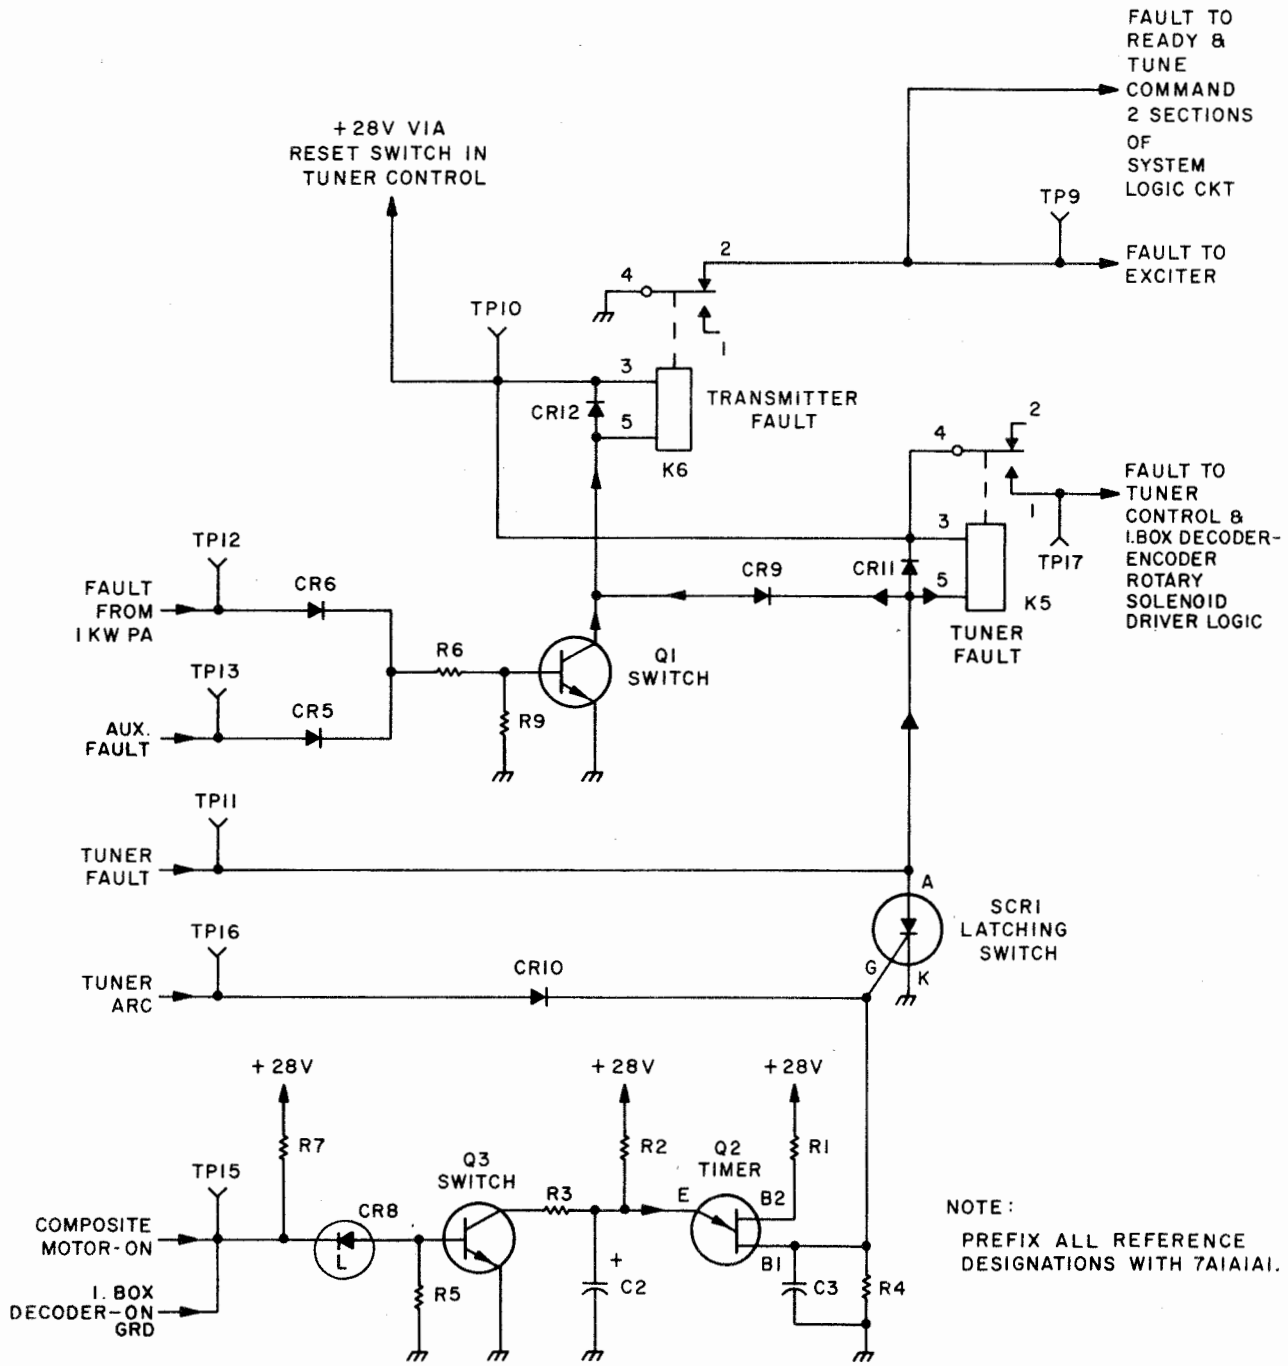 FAULT TO
READY &
TUNE
COMMAND
2 SECTIONS
OF
SYSTEM
LOGIC CKT
+28V VIA
RESET SWITCH IN
TUNER CONTROL
TP9
FAULT TO
EXCITER
2
4
1
TP10
3
CR12
5
TRANSMITTER
FAULT
K6
2
4
1
FAULT TO
TUNER
CONTROL &
I.BOX DECODER-
ENCODER
ROTARY
SOLENOID
DRIVER LOGIC
TP17
3
CR11
5
K5
TUNER
FAULT
CR9
TP12
FAULT
FROM
1 KW PA
CR6
R6
Q1
SWITCH
TP13
CR5
R9
AUX.
FAULT
TP11
TUNER
FAULT
A
SCR1
LATCHING
SWITCH
G
K
TP16
TUNER
ARC
CR10
+28V
+28V
+28V
R7
R2
R1
TP15
Q3
SWITCH
Q2
TIMER
R3
E
B2
B1
COMPOSITE
MOTOR-ON
CR8
L
R5
+
C2
C3
R4
I. BOX
DECODER-ON
GRD
NOTE:
PREFIX ALL REFERENCE
DESIGNATIONS WITH 7A1A1A1.